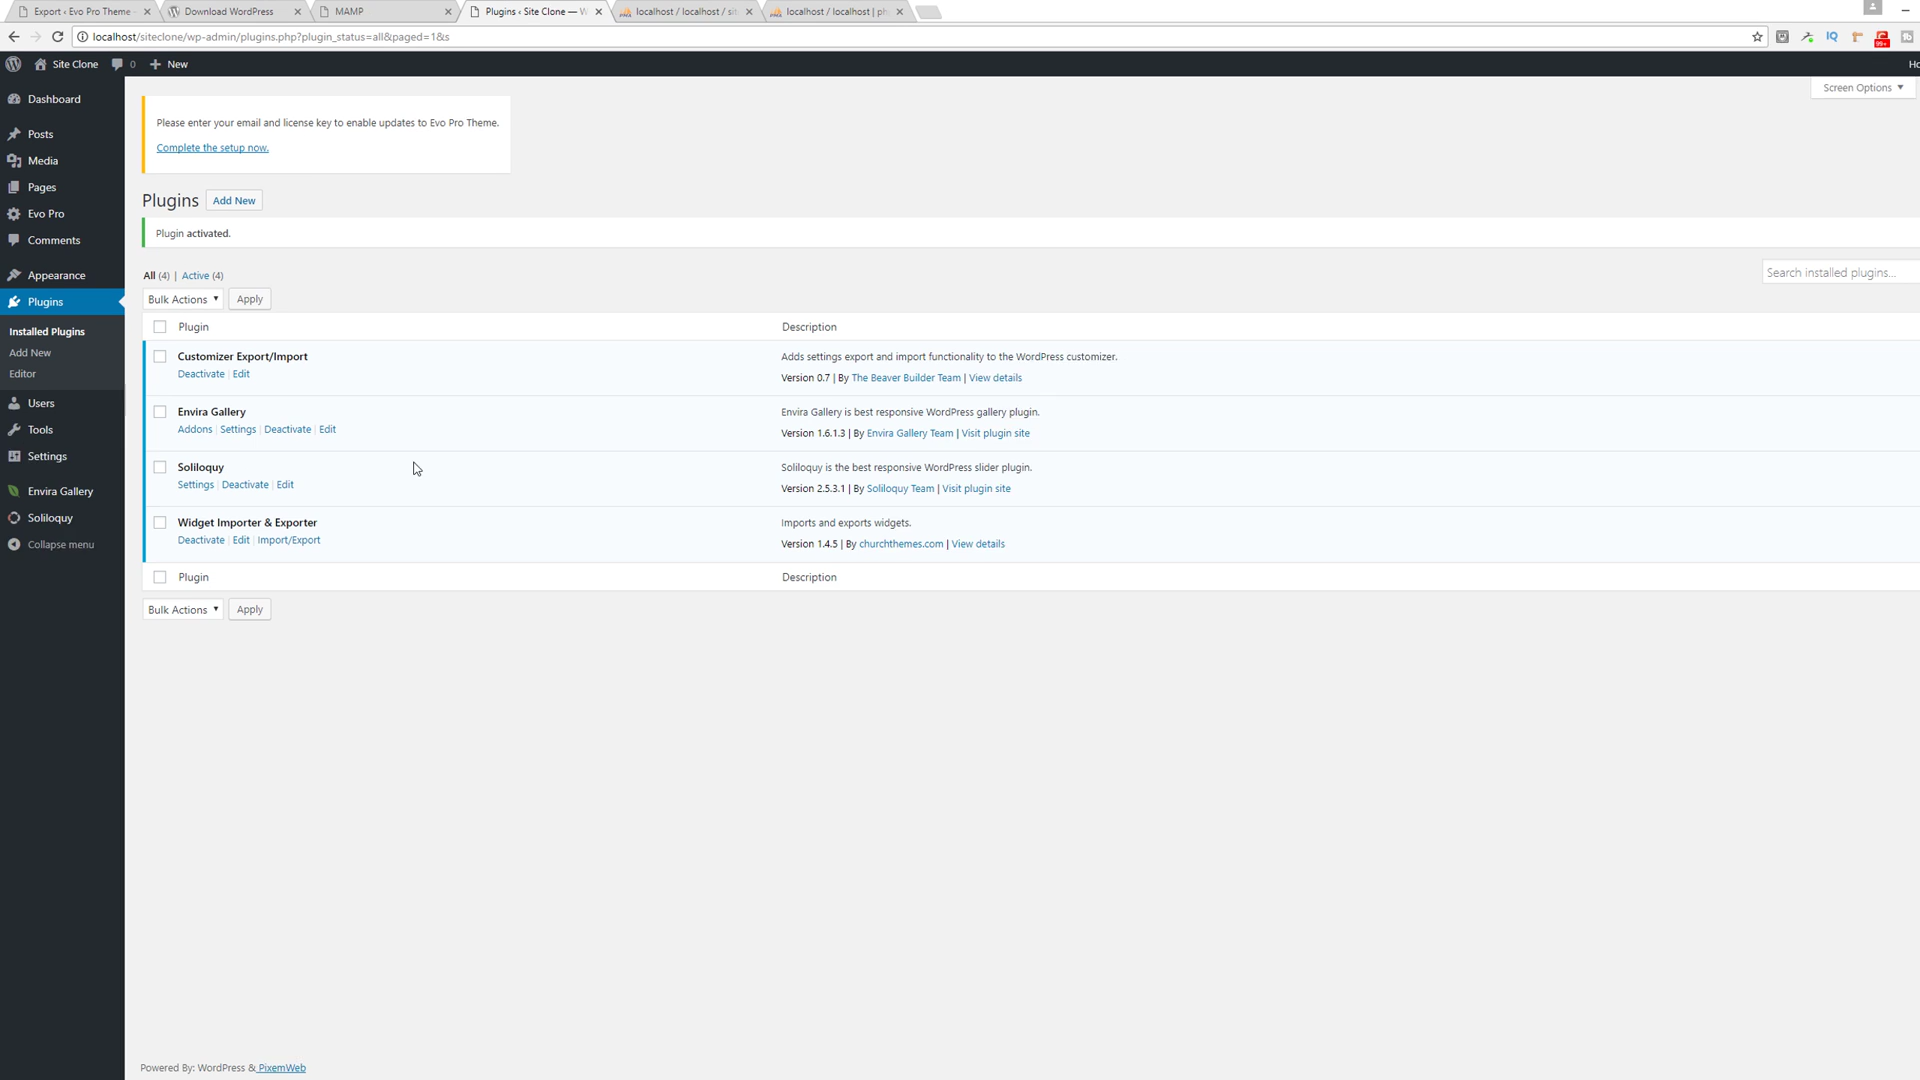 Export ‹ Evo Pro Theme -
Download WordPress
MAMP
Plugins ‹ Site Clone — W
localhost / localhost / sit
localhost / localhost | ph
localhost/siteclone/wp-admin/plugins.php?plugin_status=all&paged=1&s
IQ
99+
Site Clone
0
New
Ho
Screen Options
Dashboard
Posts
Media
Pages
Evo Pro
Comments
Appearance
Plugins
Installed Plugins
Add New
Editor
Users
Tools
Settings
Envira Gallery
Soliloquy
Collapse menu
Please enter your email and license key to enable updates to Evo Pro Theme.
Complete the setup now.
Plugins Add New
Plugin activated.
All (4) | Active (4)
Search installed plugins...
Bulk Actions Apply
Plugin Description
Customizer Export/Import
Deactivate | Edit
Adds settings export and import functionality to the WordPress customizer.
Version 0.7 | By The Beaver Builder Team | View details
Envira Gallery
Addons | Settings | Deactivate | Edit
Envira Gallery is best responsive WordPress gallery plugin.
Version 1.6.1.3 | By Envira Gallery Team | Visit plugin site
Soliloquy
Settings | Deactivate | Edit
Soliloquy is the best responsive WordPress slider plugin.
Version 2.5.3.1 | By Soliloquy Team | Visit plugin site
Widget Importer & Exporter
Deactivate | Edit | Import/Export
Imports and exports widgets.
Version 1.4.5 | By churchthemes.com | View details
Plugin Description
Bulk Actions Apply
Powered By: WordPress & PixemWeb